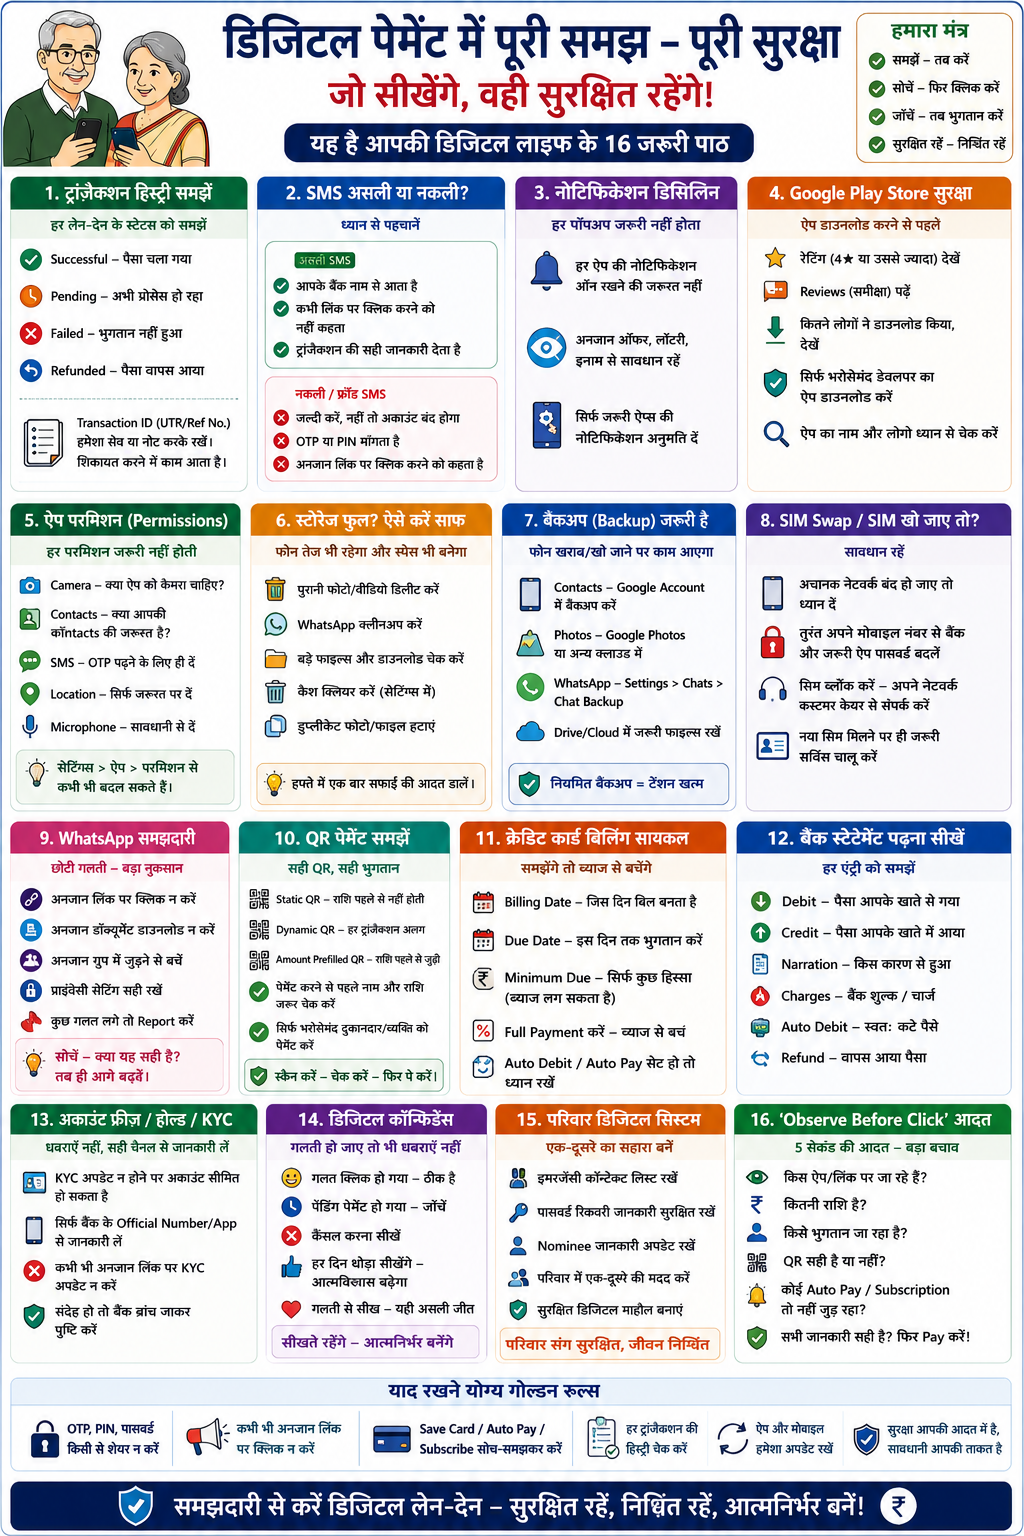 डिजिटल पेमेंट में पूरी समझ – पूरी सुरक्षा
जो सीखेंगे, वही सुरक्षित रहेंगे!
यह है आपकी डिजिटल लाइफ के 16 जरूरी पाठ
हमारा मंत्र
समझें – तब करें
सोचें – फिर क्लिक करें
जाँचें – तब भुगतान करें
सुरक्षित रहें – निश्चिंत रहें
1. ट्रांज़ैकशन हिस्ट्री समझें
हर लेन-देन के स्टेटस को समझें
Successful – पैसा चला गया
Pending – अभी प्रोसेस हो रहा
Failed – भुगतान नहीं हुआ
Refunded – पैसा वापस आया
Transaction ID (UTR/Ref No.)
हमेशा सेव या नोट करके रखें।
शिकायत करने में काम आता है।
2. SMS असली या नकली?
ध्यान से पहचानें
असली SMS
आपके बैंक नाम से आता है
कभी लिंक पर क्लिक करने को
नहीं कहता
ट्रांजैकशन की सही जानकारी देता है
नकली / फ्रॉड SMS
जल्दी करें, नहीं तो अकाउंट बंद होगा
OTP या PIN माँगता है
अनजान लिंक पर क्लिक करने को कहता है
3. नोटिफिकेशन डिसिलिन
हर पॉपअप जरूरी नहीं होता
हर ऐप की नोटिफिकेशन
ऑन रखने की जरूरत नहीं
अनजान ऑफर, लॉटरी,
इनाम से सावधान रहें
सिर्फ जरूरी ऐप्स की
नोटिफिकेशन अनुमति दें
4. Google Play Store सुरक्षा
ऐप डाउनलोड करने से पहले
रेटिंग (4★ या उससे ज्यादा) देखें
Reviews (समीक्षा) पढ़ें
कितने लोगों ने डाउनलोड किया,
देखें
सिर्फ भरोसेमंद डेवलपर का
ऐप डाउनलोड करें
ऐप का नाम और लोगो ध्यान से चेक करें
5. ऐप परमिशन (Permissions)
हर परमिशन जरूरी नहीं होती
Camera – क्या ऐप को कैमरा चाहिए?
Contacts – क्या आपकी
कॉntacts की जरूरत है?
SMS – OTP पढ़ने के लिए ही दें
Location – सिर्फ जरूरत पर दें
Microphone – सावधानी से दें
सेटिंग्स > ऐप > परमिशन से
कभी भी बदल सकते हैं।
6. स्टोरेज फुल? ऐसे करें साफ
फोन तेज भी रहेगा और स्पेस भी बनेगा
पुरानी फोटो/वीडियो डिलीट करें
WhatsApp क्लीनअप करें
बड़े फाइल्स और डाउनलोड चेक करें
कैश क्लियर करें (सेटिंग्स में)
डुप्लीकेट फोटो/फाइल हटाएं
हफ्ते में एक बार सफाई की आदत डालें।
7. बैंकअप (Backup) जरूरी है
फोन खराब/खो जाने पर काम आएगा
Contacts – Google Account
में बैंकअप करें
Photos – Google Photos
या अन्य क्लाउड में
WhatsApp – Settings > Chats >
Chat Backup
Drive/Cloud में जरूरी फाइल्स रखें
नियमित बैंकअप = टेंशन खत्म
8. SIM Swap / SIM खो जाए तो?
सावधान रहें
अचानक नेटवर्क बंद हो जाए तो
ध्यान दें
तुरंत अपने मोबाइल नंबर से बैंक
और जरूरी ऐप पासवर्ड बदलें
सिम ब्लॉक करें – अपने नेटवर्क
कस्टमर केयर से संपर्क करें
नया सिम मिलने पर ही जरूरी
सर्विस चालू करें
9. WhatsApp समझदारी
छोटी गलती – बड़ा नुकसान
अनजान लिंक पर क्लिक न करें
अनजान डॉक्यूमेंट डाउनलोड न करें
अनजान ग्रुप में जुड़ने से बचें
प्राइवेसी सेटिंग सही रखें
कुछ गलत लगे तो Report करें
सोचें – क्या यह सही है?
तब ही आगे बढ़वें।
10. QR पेमेंट समझें
सही QR, सही भुगतान
Static QR – राशि पहले से नहीं होती
Dynamic QR – हर ट्रांजैकशन अलग
Amount Prefilled QR – राशि पहले से जुड़ी
पेमेंट करने से पहले नाम और राशि
जरूर चेक करें
सिर्फ भरोसेमंद दुकानदार/व्यक्ति को
पेमेंट करें
स्कैन करें – चेक करें – फिर पे करें।
11. क्रेडिट कार्ड बिलिंग सायकल
समझेंगे तो ब्याज से बचेंगे
Billing Date – जिस दिन बिल बनता है
Due Date – इस दिन तक भुगतान करें
Minimum Due – सिर्फ कुछ हिस्सा
(ब्याज लग सकता है)
Full Payment करें – ब्याज से बचं
Auto Debit / Auto Pay सेट हो तो
ध्यान रखें
12. बैंक स्टेटेमेंट पढ़ना सीखें
हर एंट्री को समझें
Debit – पैसा आपके खाते से गया
Credit – पैसा आपके खाते में आया
Narration – किस कारण से हुआ
Charges – बैंक शुल्क / चार्ज
Auto Debit – स्वतः कटे पैसे
Refund – वापस आया पैसा
13. अकाउंट फ्रीज़ / होल्ड / KYC
धबराएँ नहीं, सही चैनल से जानकारी लें
KYC अपडेट न होने पर अकाउंट सीमित
हो सकता है
सिर्फ बैंक के Official Number/App
से जानकारी लें
कभी भी अनजान लिंक पर KYC
अपडेट न करें
संदेह हो तो बैंक ब्रांच जाकर
पुष्टि करें
14. डिजिटल कॉन्फिडेंस
गलती हो जाए तो भी धबराएँ नहीं
गलत क्लिक हो गया – ठीक है
पेंडिंग पेमेंट हो गया – जाँचें
कैंसल करना सीखें
हर दिन थोड़ा सीखेंगे –
आत्मविश्वास बढ़ेगा
गलती से सीख – यही असली जीत
सीखते रहेंगे – आत्मनिर्भर बनेंगे
15. परिवार डिजिटल सिस्टम
एक-दूसरे का सहारा बनें
इमरजेंसी कॉन्टेकट लिस्ट रखें
पासवर्ड रिकवरी जानकारी सुरक्षित रखें
Nominee जानकारी अपडेट रखें
परिवार में एक-दूसरे की मदद करें
सुरक्षित डिजिटल माहौल बनाएं
परिवार संग सुरक्षित, जीवन निश्चिंत
16. ‘Observe Before Click’ आदत
5 सेकंड की आदत – बड़ा बचाव
किस ऐप/लिंक पर जा रहे हैं?
कितनी राशि है?
किसे भुगतान जा रहा है?
QR सही है या नहीं?
कोई Auto Pay / Subscription
तो नहीं जुड़ रहा?
सभी जानकारी सही है? फिर Pay करें!
याद रखने योग्य गोल्डन रूल्स
OTP, PIN, पासवर्ड
किसी से शेयर न करें
कभी भी अनजान लिंक
पर क्लिक न करें
Save Card / Auto Pay /
Subscribe सोच-समझकर करें
हर ट्रांजैकशन की
हिस्ट्री चेक करें
ऐप और मोबाइल
हमेशा अपडेट रखें
सुरक्षा आपकी आदत में है,
सावधानी आपकी ताकत है
समझदारी से करें डिजिटल लेन-देन – सुरक्षित रहें, निश्चिंत रहें, आत्मनिर्भर बनें!